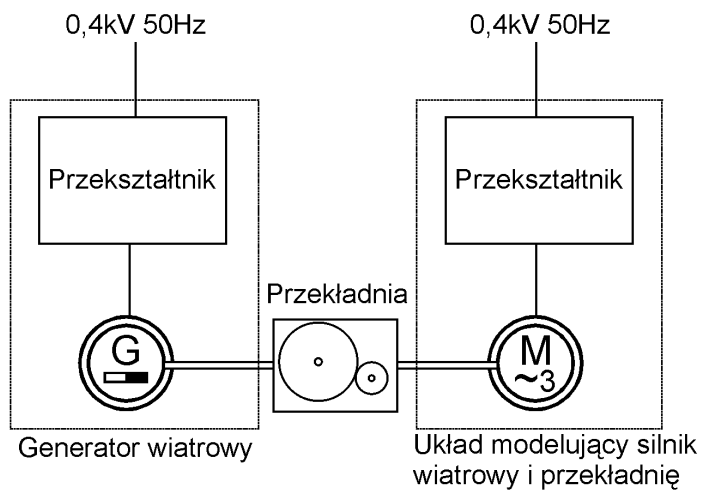 0,4kV 50Hz
0,4kV 50Hz
Przekształtnik
Przekształtnik
Przekładnia
G
M
~3
Generator wiatrowy
Układ modelujący silnik
wiatrowy i przekładnię